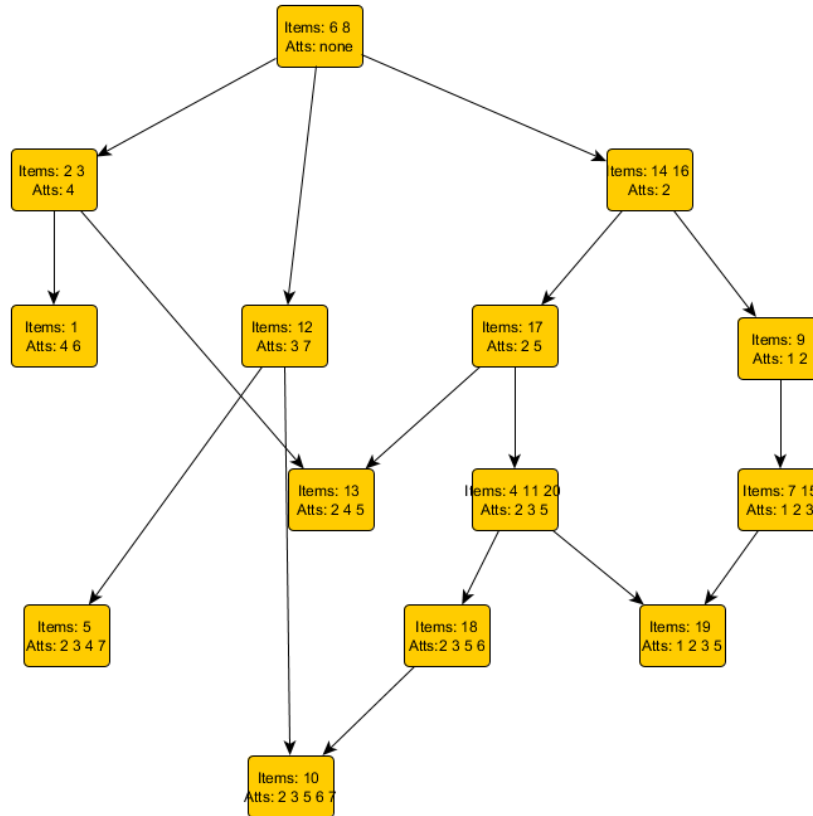 Items: 6 8
Atts: none
Items: 2 3
Atts: 4
Items: 14 16
Atts: 2
Items: 1
Atts: 4 6
Items: 12
Atts: 3 7
Items: 17
Atts: 2 5
Items: 9
Atts: 1 2
Items: 13
Atts: 2 4 5
Items: 4 11 20
Atts: 2 3 5
Items: 7 15
Atts: 1 2 3
Items: 5
Atts: 2 3 4 7
Items: 18
Atts:2 3 5 6
Items: 19
Atts: 1 2 3 5
Items: 10
Atts: 2 3 5 6 7